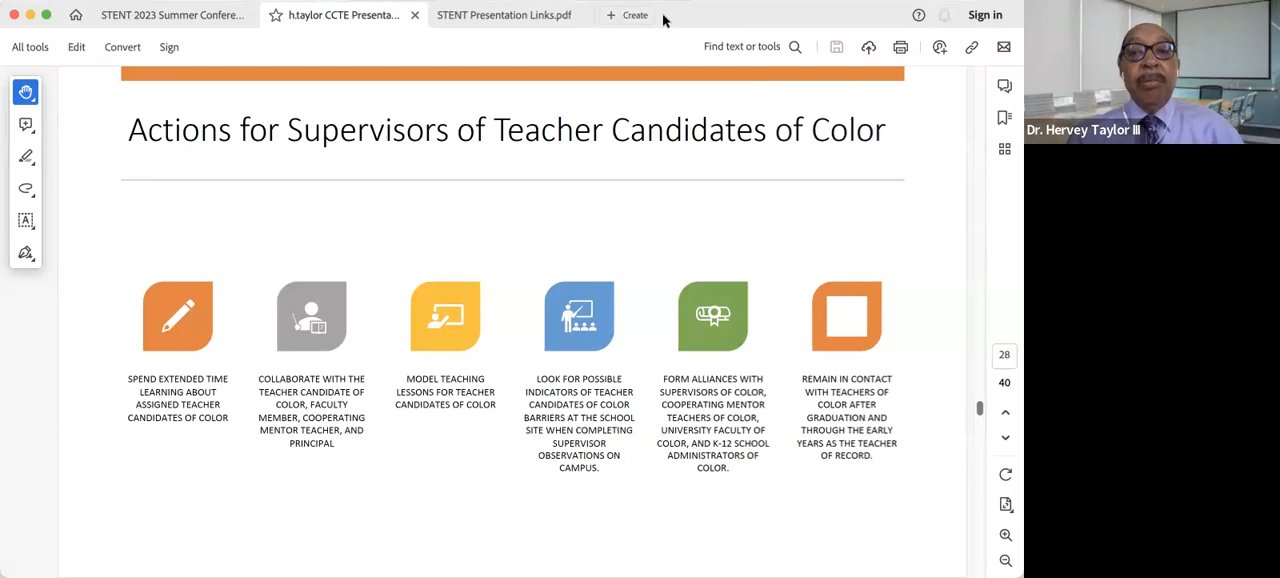 STENT 2023 Summer Confere...
h.taylor CCTE Presenta...
STENT Presentation Links.pdf
+ Create
Sign in
All tools
Edit
Convert
Sign
Find text or tools
Dr. Hervey Taylor III
Actions for Supervisors of Teacher Candidates of Color
SPEND EXTENDED TIME
LEARNING ABOUT
ASSIGNED TEACHER
CANDIDATES OF COLOR
COLLABORATE WITH THE
TEACHER CANDIDATE OF
COLOR, FACULTY
MEMBER, COOPERATING
MENTOR TEACHER, AND
PRINCIPAL
MODEL TEACHING
LESSONS FOR TEACHER
CANDIDATES OF COLOR
LOOK FOR POSSIBLE
INDICATORS OF TEACHER
CANDIDATES OF COLOR
BARRIERS AT THE SCHOOL
SITE WHEN COMPLETING
SUPERVISOR
OBSERVATIONS ON
CAMPUS.
FORM ALLIANCES WITH
SUPERVISORS OF COLOR,
COOPERATING MENTOR
TEACHERS OF COLOR,
UNIVERSITY FACULTY OF
COLOR, AND K-12 SCHOOL
ADMINISTRATORS OF
COLOR.
REMAIN IN CONTACT
WITH TEACHERS OF
COLOR AFTER
GRADUATION AND
THROUGH THE EARLY
YEARS AS THE TEACHER
OF RECORD.
28
40